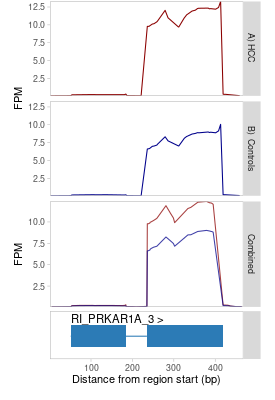 12.5
10.0
7.5
5.0
2.5
A) HCC
FPM
12.5
10.0
7.5
5.0
2.5
B) Controls
10.0
7.5
5.0
2.5
FPM
Combined
RI_PRKAR1A_3 >
100 200 300 400
Distance from region start (bp)